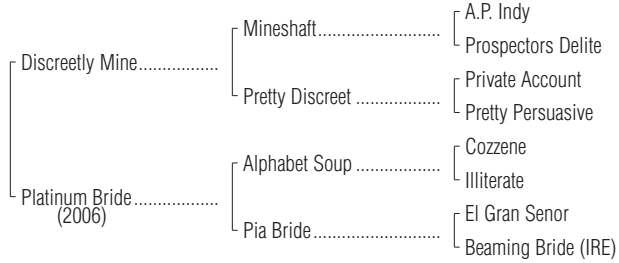 A.P. Indy
Mineshaft
Prospectors Delite
Discreetly Mine
Private Account
Pretty Discreet
Pretty Persuasive
Cozzene
Alphabet Soup
Illiterate
Platinum Bride
(2006)
El Gran Senor
Pia Bride
Beaming Bride (IRE)